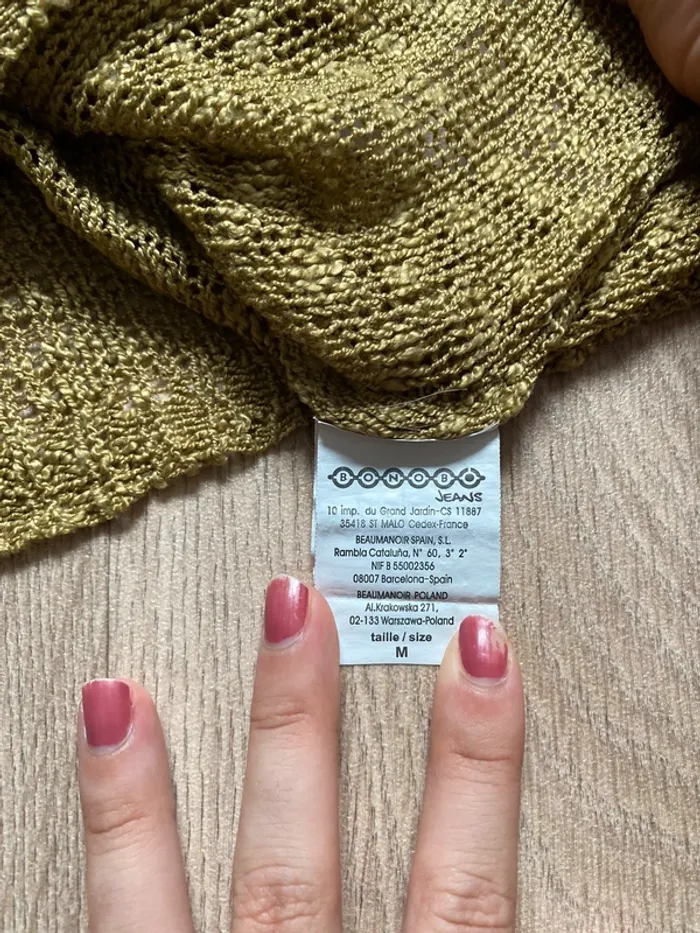 BONOBO
JEANS
10 imp. du Grand Jardin-CS 11887
35418 ST MALO Cedex-France
BEAUMANOIR SPAIN, S.L.
Rambla Cataluña, N° 60, 3° 2°
NIF B 55002356
08007 Barcelona-Spain
BEAUMANOIR POLAND
Al.Krakowska 271,
02-133 Warszawa-Poland
taille / size
M